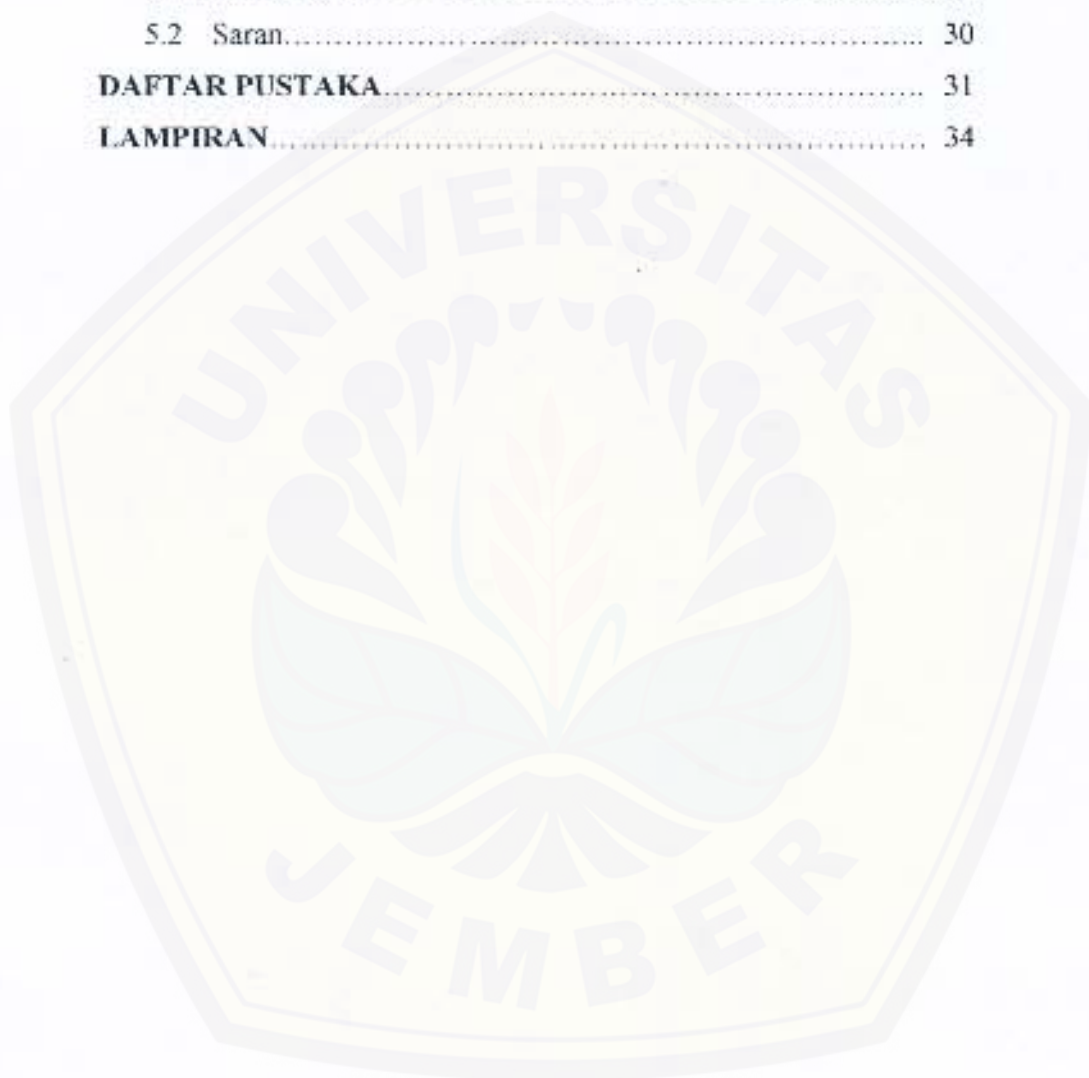 5.2 Saran........................................................................ 30
DAFTAR PUSTAKA............................................................ 31
LAMPIRAN........................................................................ 34
UNIVERSITAS
JEMBER